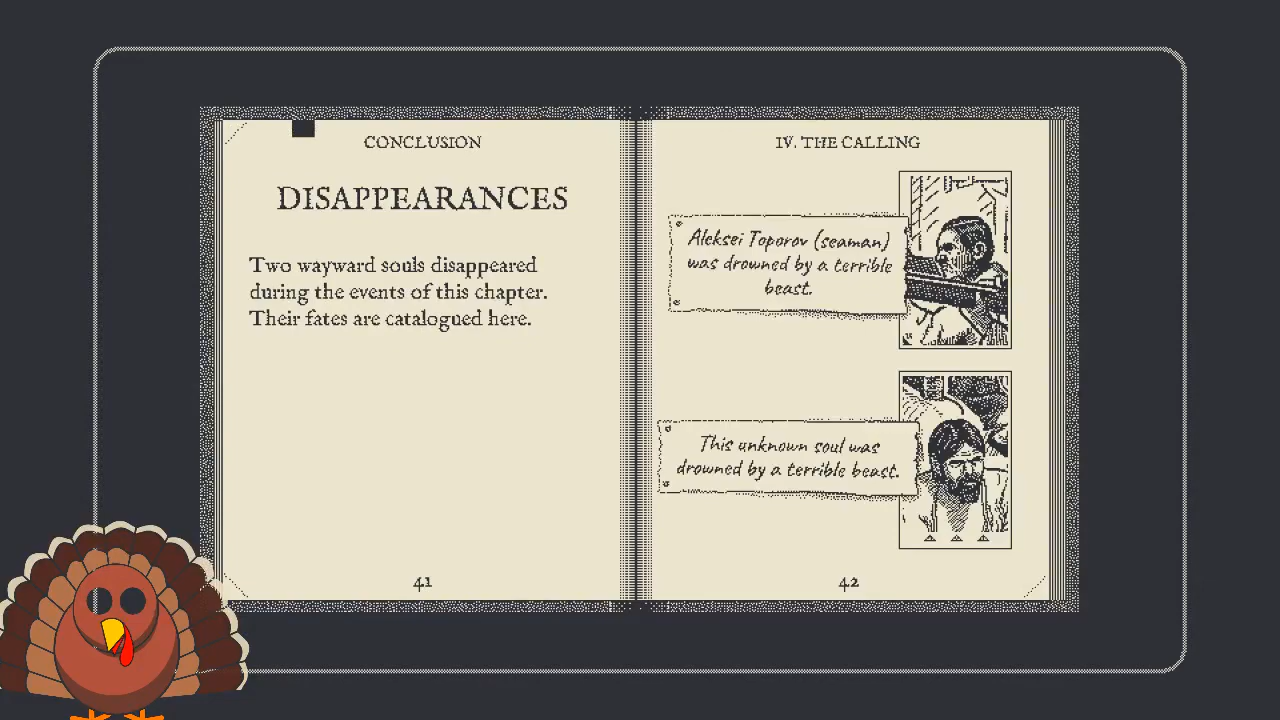 CONCLUSION
DISAPPEARANCES
Two wayward souls disappeared
during the events of this chapter.
Their fates are catalogued here.
41
IV. THE CALLING
Aleksei Toporov (seaman)
was drowned by a terrible
beast.
This unknown soul was
drowned by a terrible beast.
42